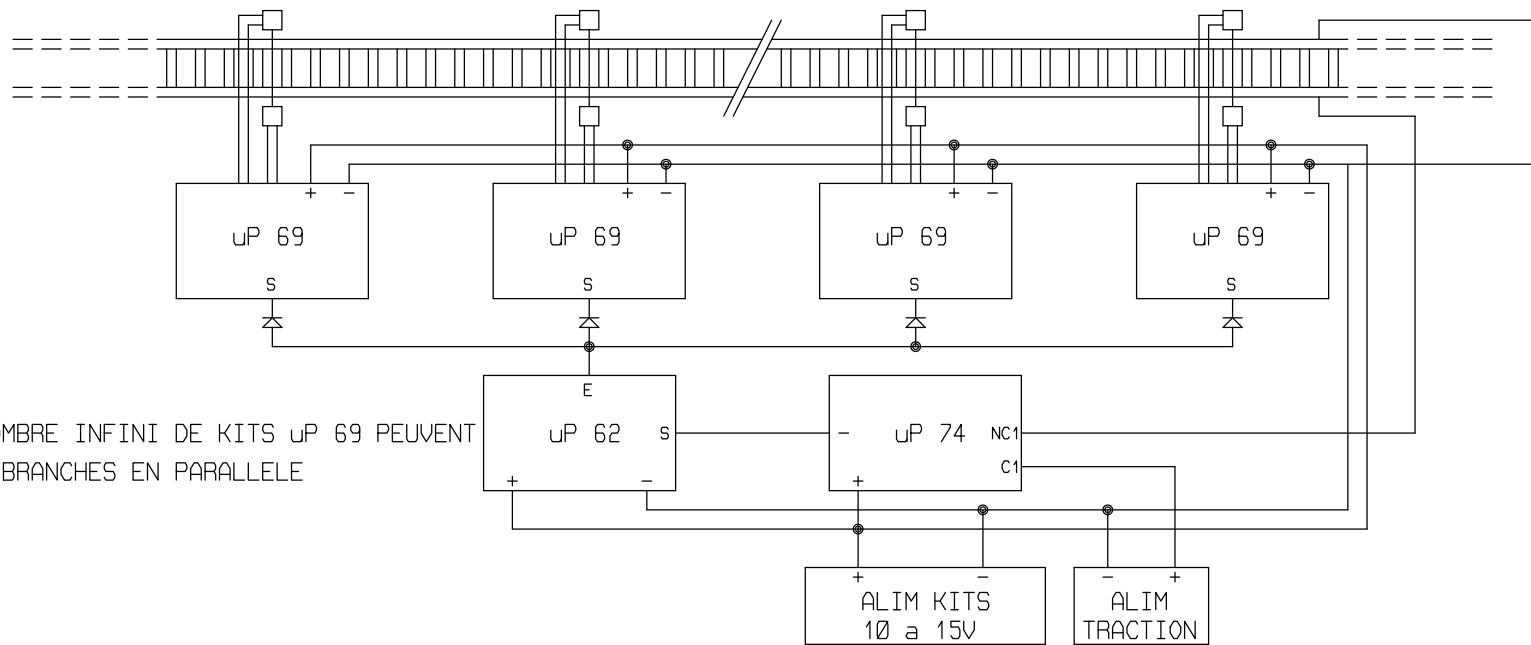 + − + − + − + −
uP 69 uP 69 uP 69 uP 69
S S S S
E
MBRE INFINI DE KITS uP 69 PEUVENT uP 62 S − uP 74 NC1
BRANCHES EN PARALLELE C1
+ − +
+ − − +
ALIM KITS ALIM
10 a 15V TRACTION